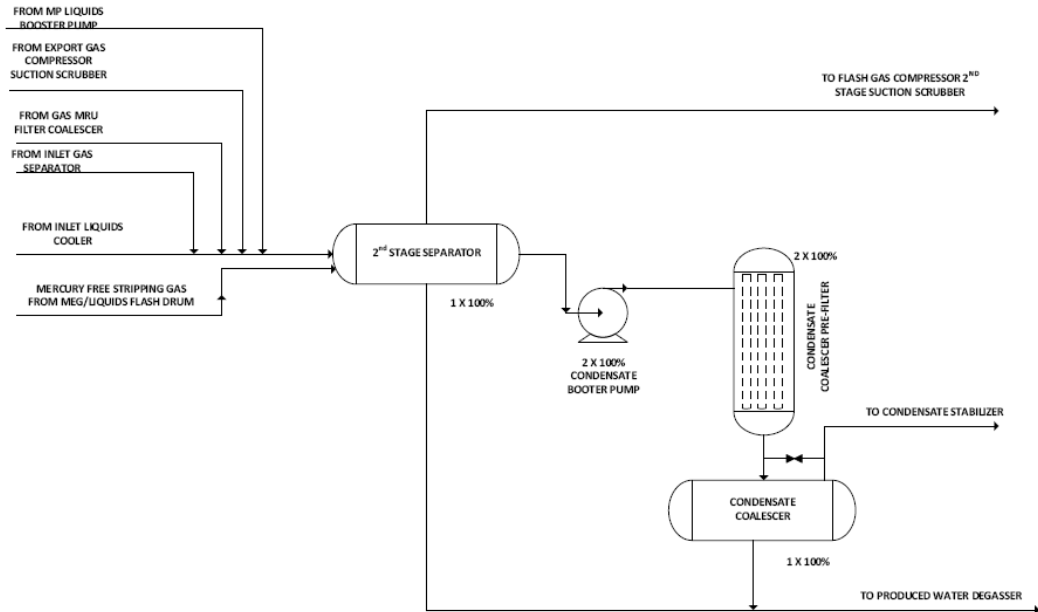 FROM MP LIQUIDS
BOOSTER PUMP
FROM EXPORT GAS
COMPRESSOR
SUCTION SCRUBBER
FROM GAS MRU
FILTER COALESCER
FROM INLET GAS
SEPARATOR
FROM INLET LIQUIDS
COOLER
MERCURY FREE STRIPPING GAS
FROM MEG/LIQUIDS FLASH DRUM
2nd STAGE SEPARATOR
1 X 100%
TO FLASH GAS COMPRESSOR 2ND
STAGE SUCTION SCRUBBER
2 X 100%
CONDENSATE
BOOTER PUMP
2 X 100%
CONDENSATE
COALESCER PRE-FILTER
TO CONDENSATE STABILIZER
CONDENSATE
COALESCER
1 X 100%
TO PRODUCED WATER DEGASSER